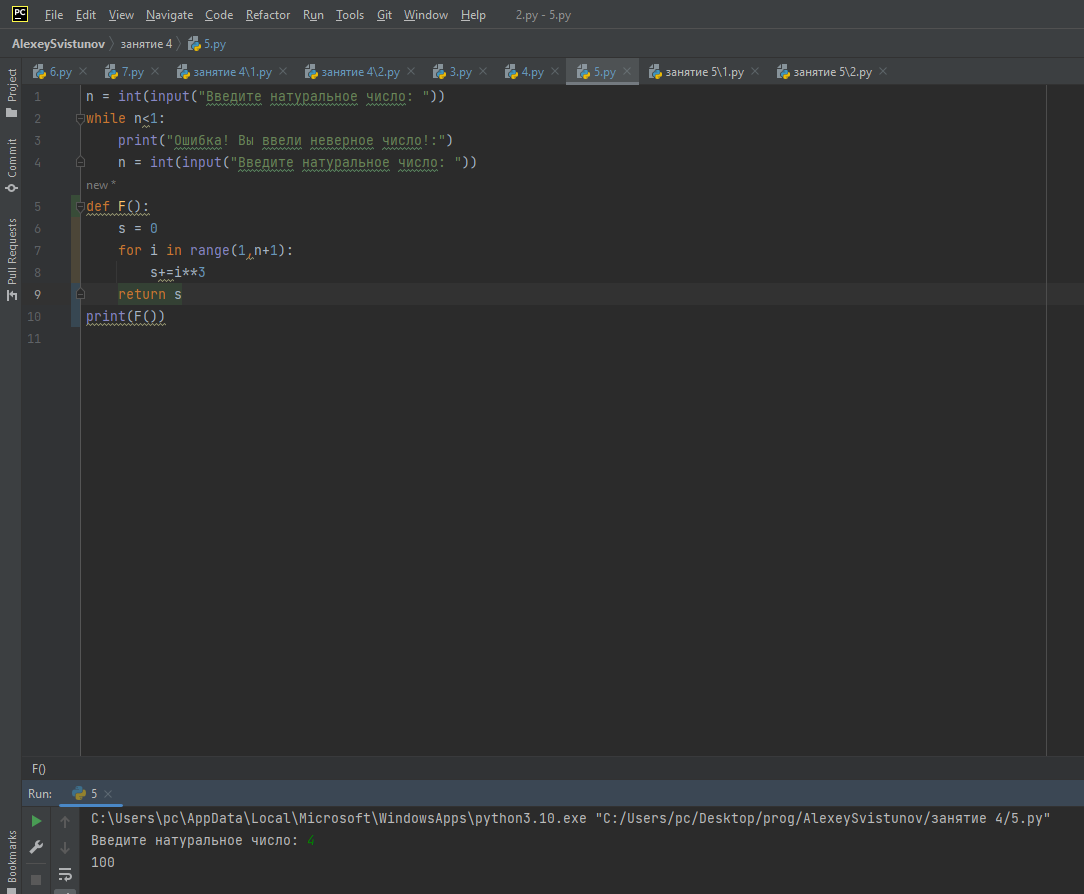 PC File Edit View Navigate Code Refactor Run Tools Git Window Help 2.py - 5.py
AlexeySvistunov занятие 4 5.py
6.py 7.py занятие 4\1.py занятие 4\2.py 3.py 4.py 5.py занятие 5\1.py занятие 5\2.py
Project
Commit
Pull Requests
Bookmarks
1 n = int(input("Введите натуральное число: "))
2 while n<1:
3 print("Ошибка! Вы ввели неверное число!:")
4 n = int(input("Введите натуральное число: "))
new *
5 def F():
6 s = 0
7 for i in range(1,n+1):
8 s+=i**3
9 return s
10 print(F())
11
F()
Run: 5
C:\Users\pc\AppData\Local\Microsoft\WindowsApps\python3.10.exe "C:/Users/pc/Desktop/prog/AlexeySvistunov/занятие 4/5.py"
Введите натуральное число: 4
100